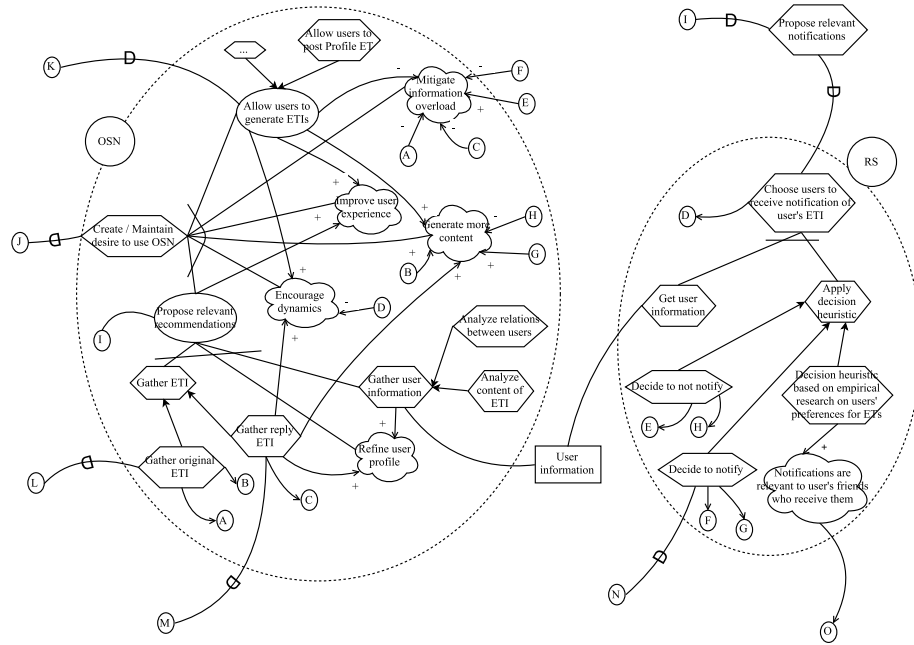 I
Propose relevant
notifications
D
Allow users to
post Profile ET
...
K
D
Allow users to
generate ETIs
Mitigate
information
overload
-
-
-
-
+
F
E
A
C
OSN
RS
Choose users to
receive notification of
user's ETI
D
D
Improve user
experience
+
+
Generate more
content
+
-
+
+
+
H
G
B
J
D
Create / Maintain
desire to use OSN
Encourage
dynamics
+
-
+
D
Propose relevant
recommendations
I
Get user
information
Apply
decision
heuristic
Analyze relations
between users
Analyze
content of
ETI
Gather ETI
Gather user
information
Decide to not notify
E
H
Decision heuristic
based on empirical
research on users'
preferences for ETs
+
Gather reply
ETI
+
Refine user
profile
+
User
information
L
D
Gather original
ETI
B
A
C
Decide to notify
F
G
Notifications are
relevant to user's friends
who receive them
D
M
D
N
O